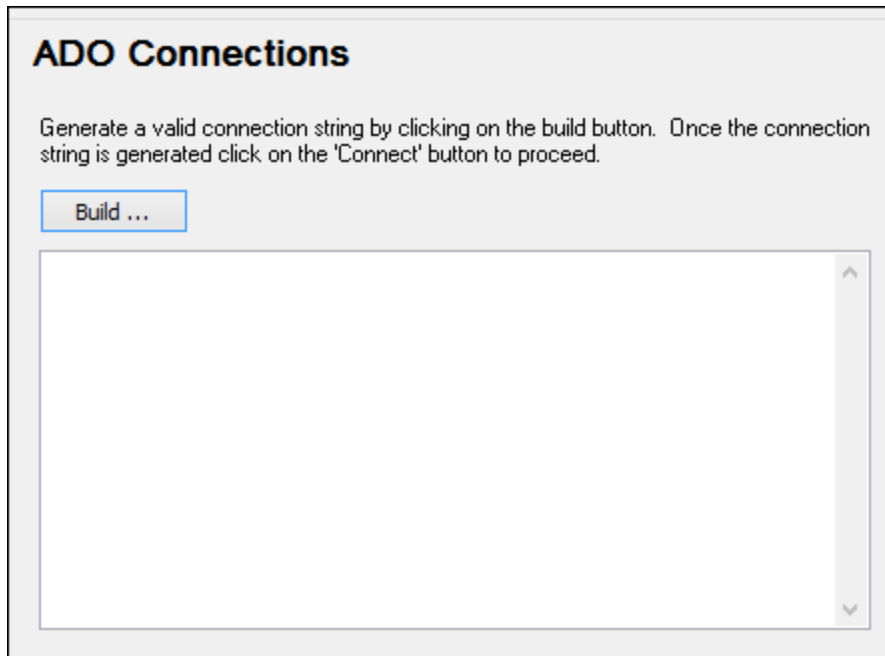 ADO Connections
Generate a valid connection string by clicking on the build button.  Once the connection
string is generated click on the 'Connect' button to proceed.
Build ...